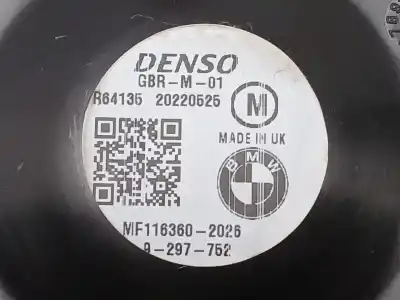 DENSO
GBR-M-01
R64135 20220525
M
MADE IN UK
BMW
MF116360-2026
9-297-752